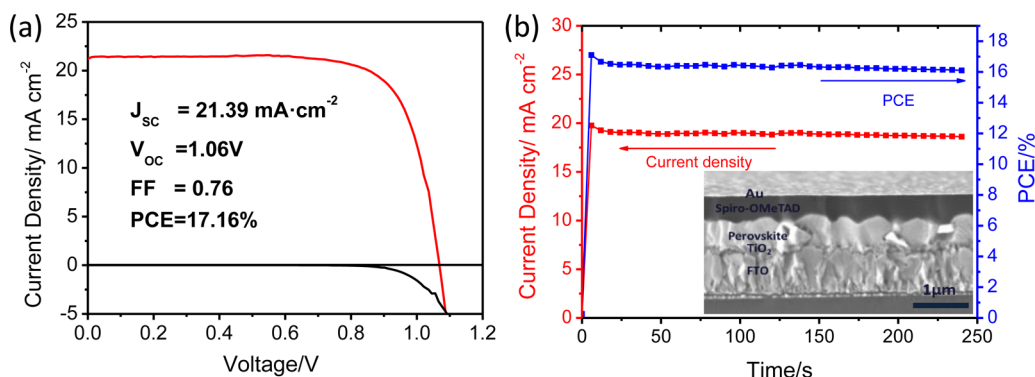 (a)
25
20
15
10
5
0
-5
Current Density/ mA cm⁻²
J_SC = 21.39 mA·cm⁻²
V_OC =1.06V
FF = 0.76
PCE=17.16%
0.0 0.2 0.4 0.6 0.8 1.0 1.2
Voltage/V
(b)
30
25
20
15
10
5
0
Current Density/ mA cm⁻²
PCE
Current density
Au
Spiro-OMeTAD
Perovskite
TiO₂
FTO
1μm
18
16
14
12
10
8
6
4
2
0
PCE/%
0 50 100 150 200 250
Time/s